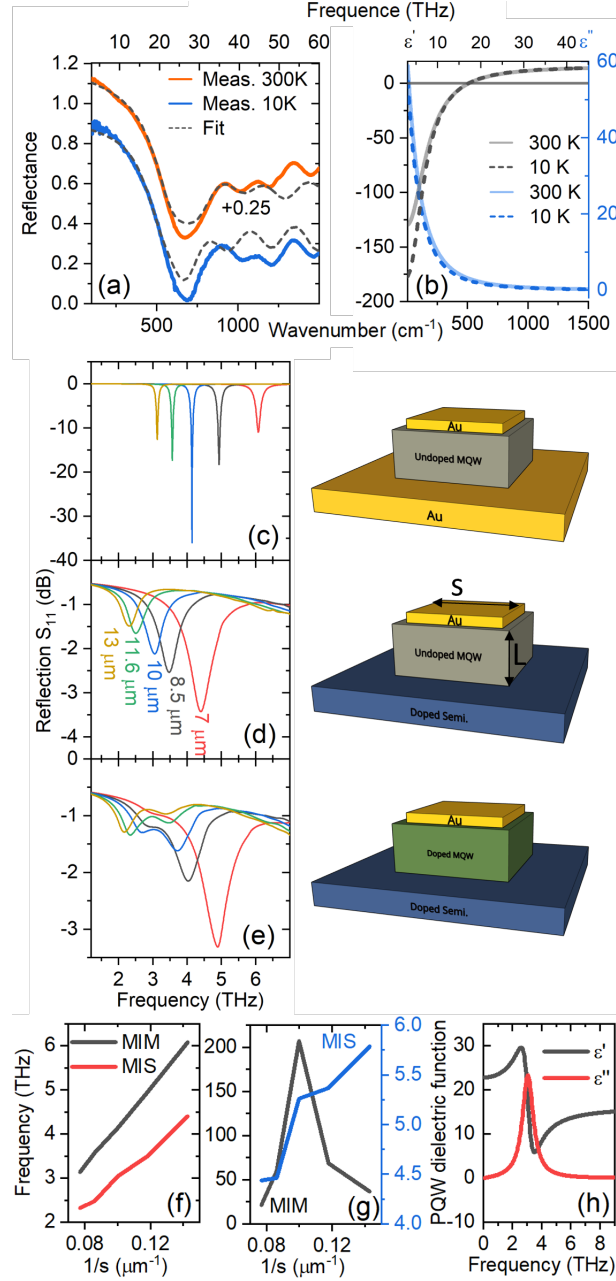 Frequence (THz)
0 10 20 30 40 50 60
ε' 10 20 30 40 ε''
1.2
1.0
0.8
0.6
0.4
0.2
0.0
Reflectance
Meas. 300K
Meas. 10K
Fit
+0.25
(a)
500 1000
0
-50
-100
-150
-200
60
40
20
0
300 K
10 K
300 K
10 K
(b)
0 500 1000 1500
Wavenumber (cm⁻¹)
0
-10
-20
-30
-40
(c)
Au
Undoped MQW
Au
Reflection S₁₁ (dB)
-1
-2
-3
-4
13 μm
11.6 μm
10 μm
8.5 μm
7 μm
(d)
S
Au
Undoped MQW
L
Doped Semi.
0
-1
-2
-3
(e)
2 3 4 5 6
Frequency (THz)
Au
Doped MQW
Doped Semi.
Frequency (THz)
7
6
5
4
3
2
MIM
MIS
(f)
0.08 0.12
1/s (μm⁻¹)
200
150
100
50
0
MIS
MIM
6.0
5.5
5.0
4.5
4.0
(g)
0.08 0.12
1/s (μm⁻¹)
PQW dielectric function
40
30
20
10
0
-10
ε'
ε''
(h)
0 2 4 6 8
Frequency (THz)